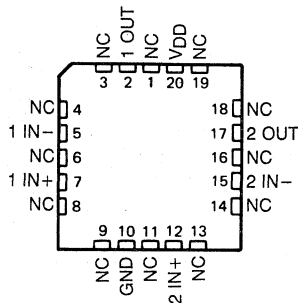 NC 1 OUT NC VDD NC
3 2 1 20 19
NC 4 18 NC
1 IN- 5 17 2 OUT
NC 6 16 NC
1 IN+ 7 15 2 IN-
NC 8 14 NC
9 10 11 12 13
NC GND NC 2 IN+ NC